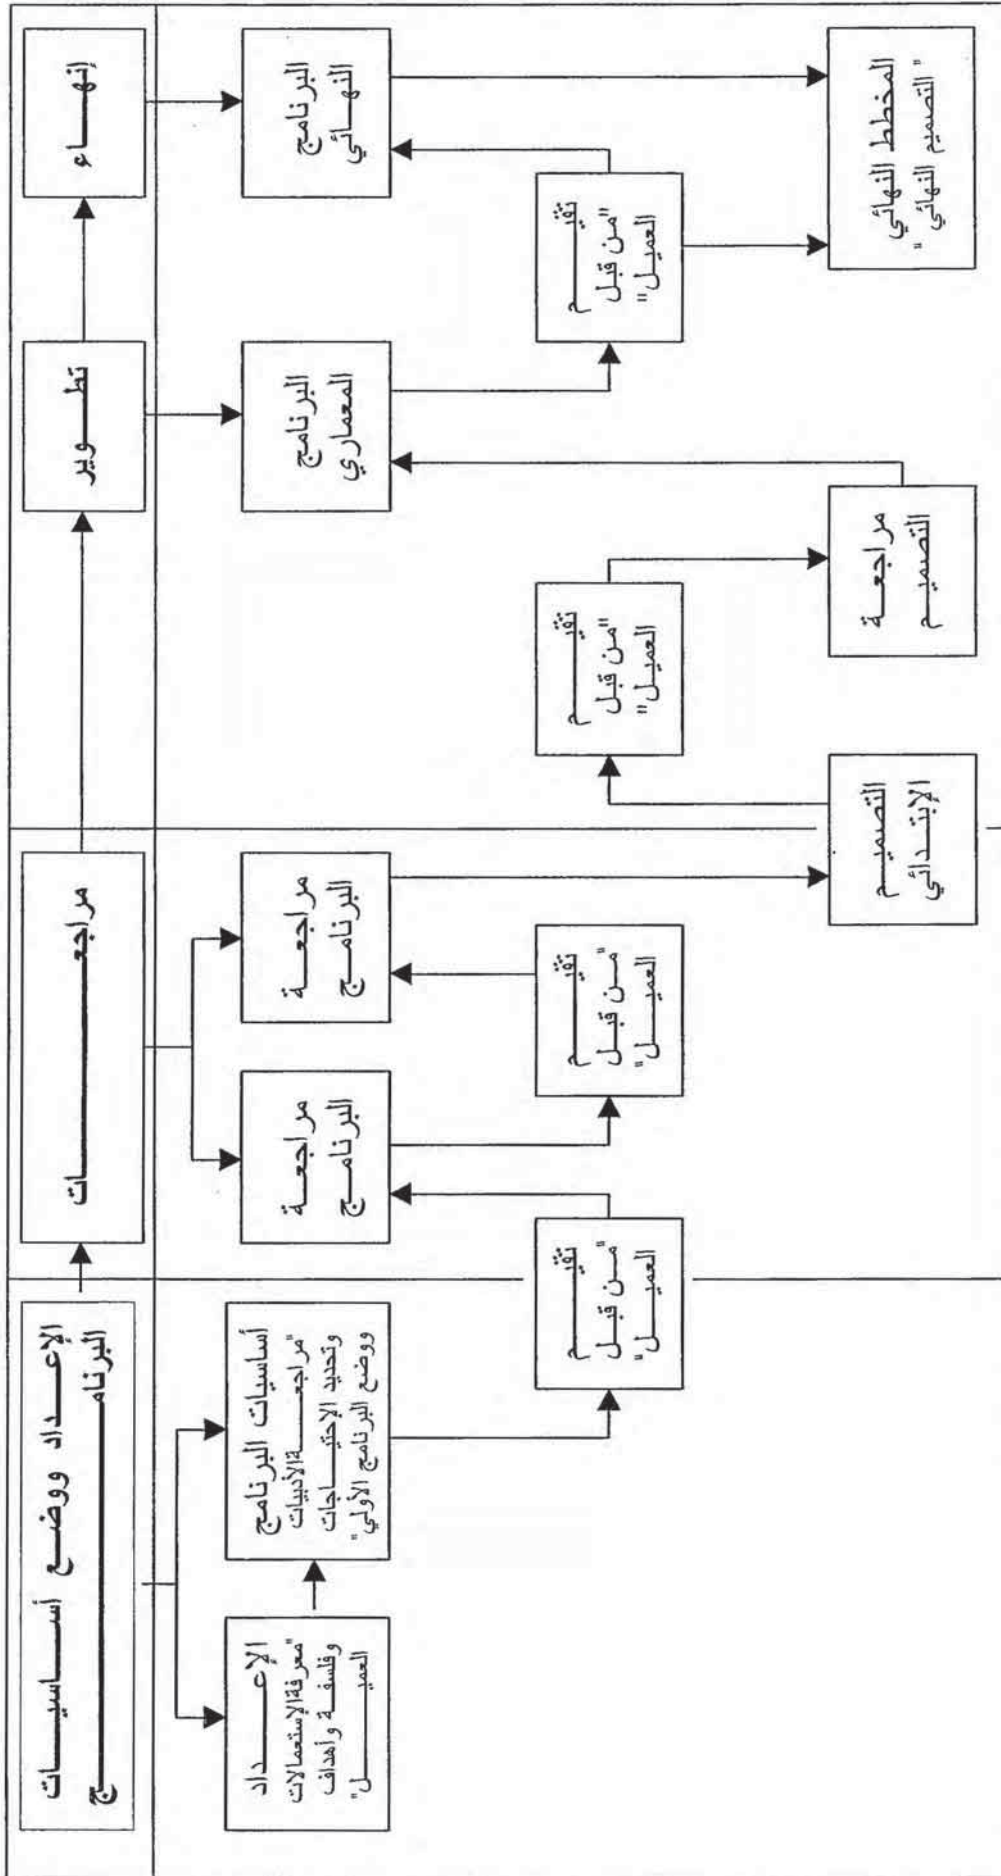 الإعداد ووضع أساسيات
البرنامج
مراجعات
تطوير
إنهاء
الإعداد
"معرفة الإستعمالات
وفلسفة وأهداف
العميل"
أساسيات البرنامج
"مراجعة الأدبيات
وتحديد الإحتياجات
ووضع البرنامج الأولي"
مراجعة
البرنامج
مراجعة
البرنامج
البرنامج
المعماري
البرنامج
النهائي
تقييم
"من قبل
العميل"
تقييم
"من قبل
العميل"
تقييم
"من قبل
العميل"
تقييم
"من قبل
العميل"
التصميم
الإبتدائي
مراجعة
التصميم
المخطط النهائي
" التصميم النهائي "